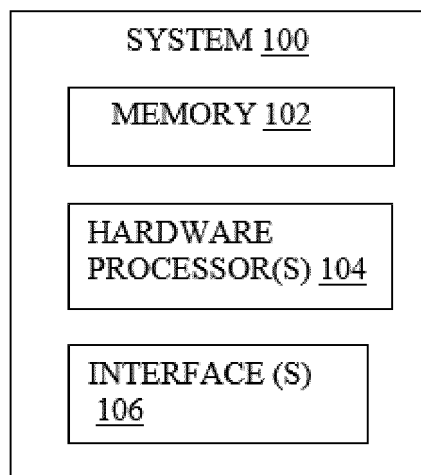 SYSTEM 100
MEMORY 102
HARDWARE
PROCESSOR(S) 104
INTERFACE (S)
106